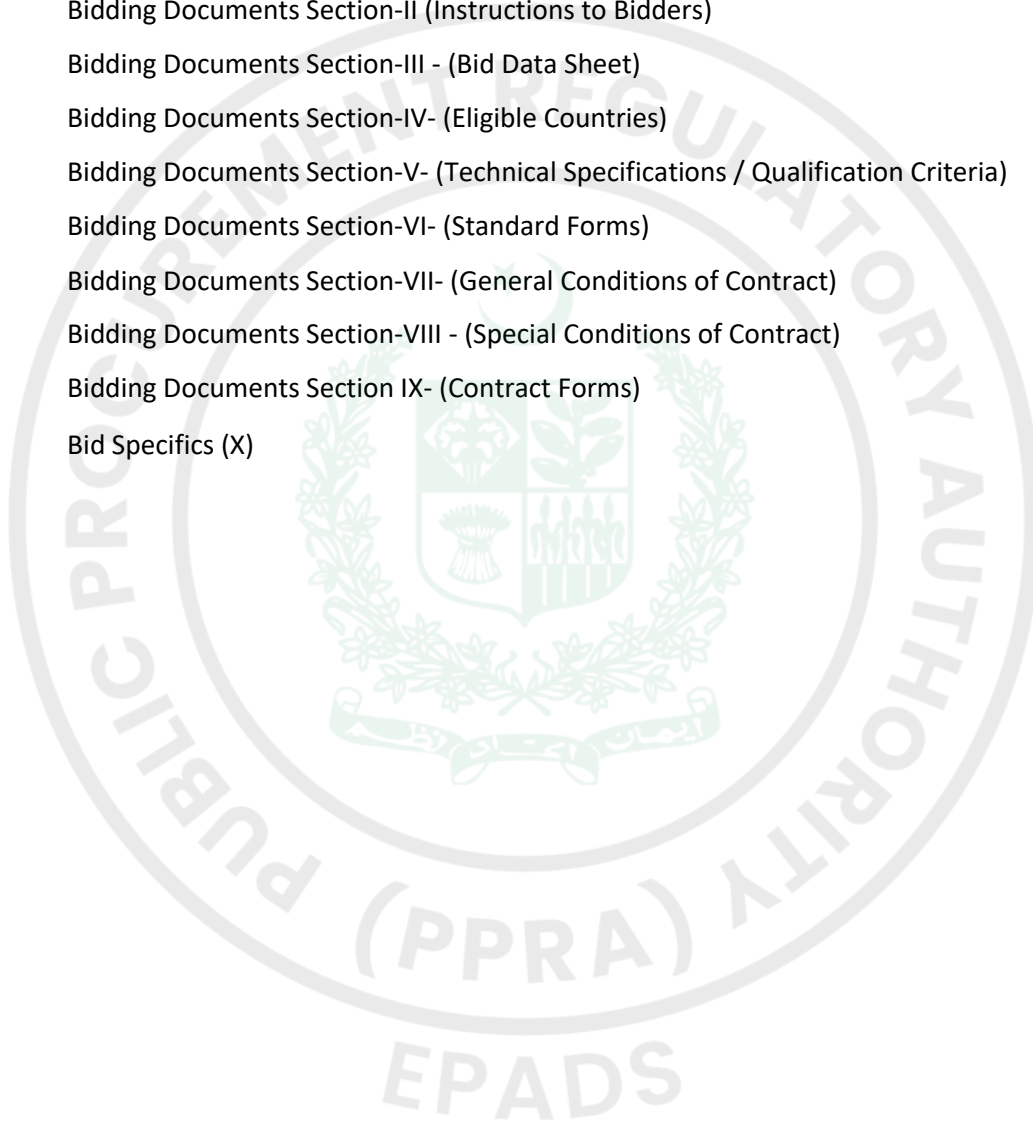 Bidding Documents Section-II (Instructions to Bidders)
Bidding Documents Section-III - (Bid Data Sheet)
Bidding Documents Section-IV- (Eligible Countries)
Bidding Documents Section-V- (Technical Specifications / Qualification Criteria)
Bidding Documents Section-VI- (Standard Forms)
Bidding Documents Section-VII- (General Conditions of Contract)
Bidding Documents Section-VIII - (Special Conditions of Contract)
Bidding Documents Section IX- (Contract Forms)
Bid Specifics (X)
PUBLIC PROCUREMENT REGULATORY AUTHORITY
(PPRA)
EPADS